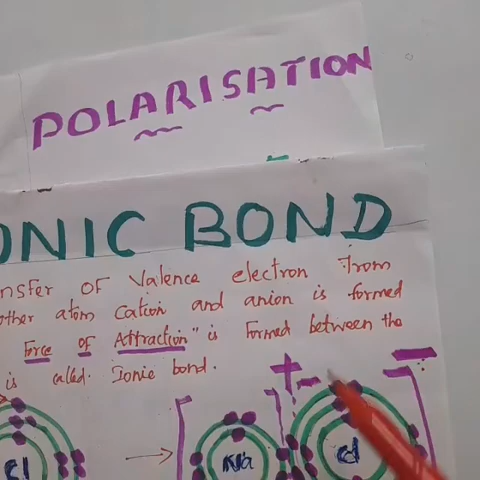 POLARISATION
ONIC BOND
nsfer OF Valence electron from
other atom Cation and anion is formed
Force of Attraction" is Formed between the
is called. Ionic bond.
+ - -
Cl Na Cl